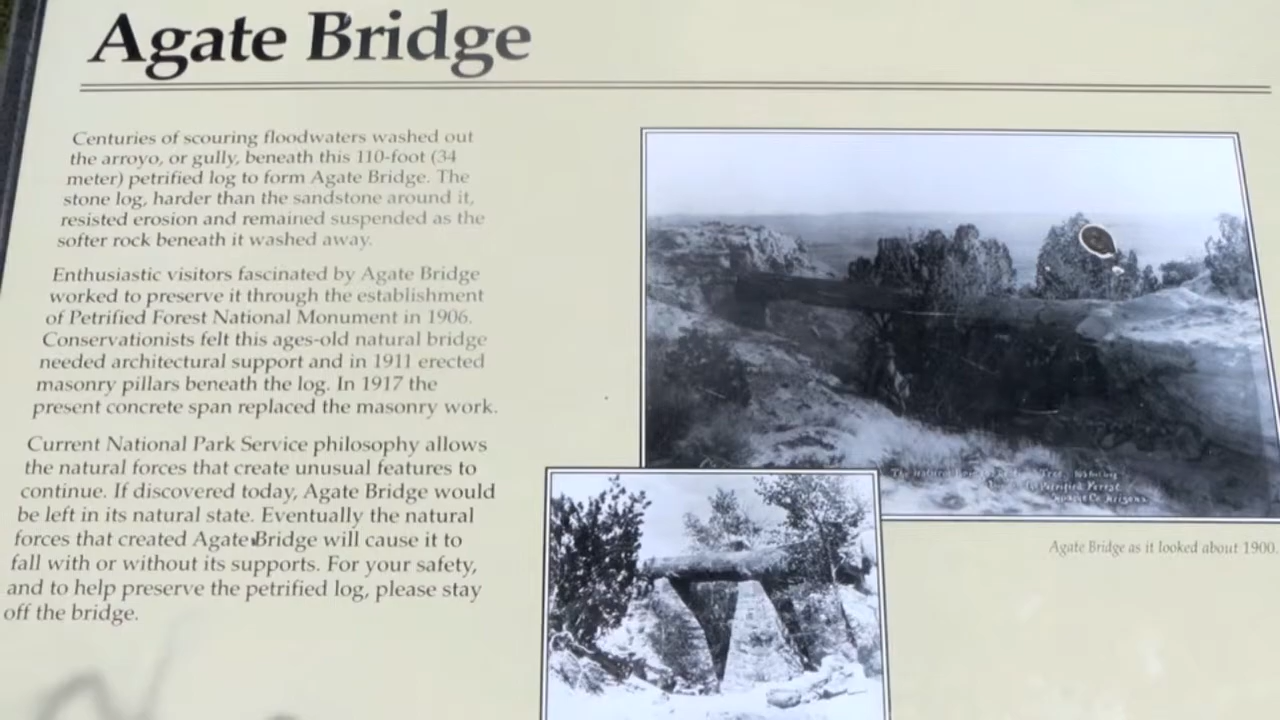 Agate Bridge
Centuries of scouring floodwaters washed out
the arroyo, or gully, beneath this 110-foot (34
meter) petrified log to form Agate Bridge. The
stone log, harder than the sandstone around it,
resisted erosion and remained suspended as the
softer rock beneath it washed away.
Enthusiastic visitors fascinated by Agate Bridge
worked to preserve it through the establishment
of Petrified Forest National Monument in 1906.
Conservationists felt this ages-old natural bridge
needed architectural support and in 1911 erected
masonry pillars beneath the log. In 1917 the
present concrete span replaced the masonry work.
Current National Park Service philosophy allows
the natural forces that create unusual features to
continue. If discovered today, Agate Bridge would
be left in its natural state. Eventually the natural
forces that created Agate Bridge will cause it to
fall with or without its supports. For your safety,
and to help preserve the petrified log, please stay
off the bridge.
Petrified Forest
Arizona
Agate Bridge as it looked about 1900.